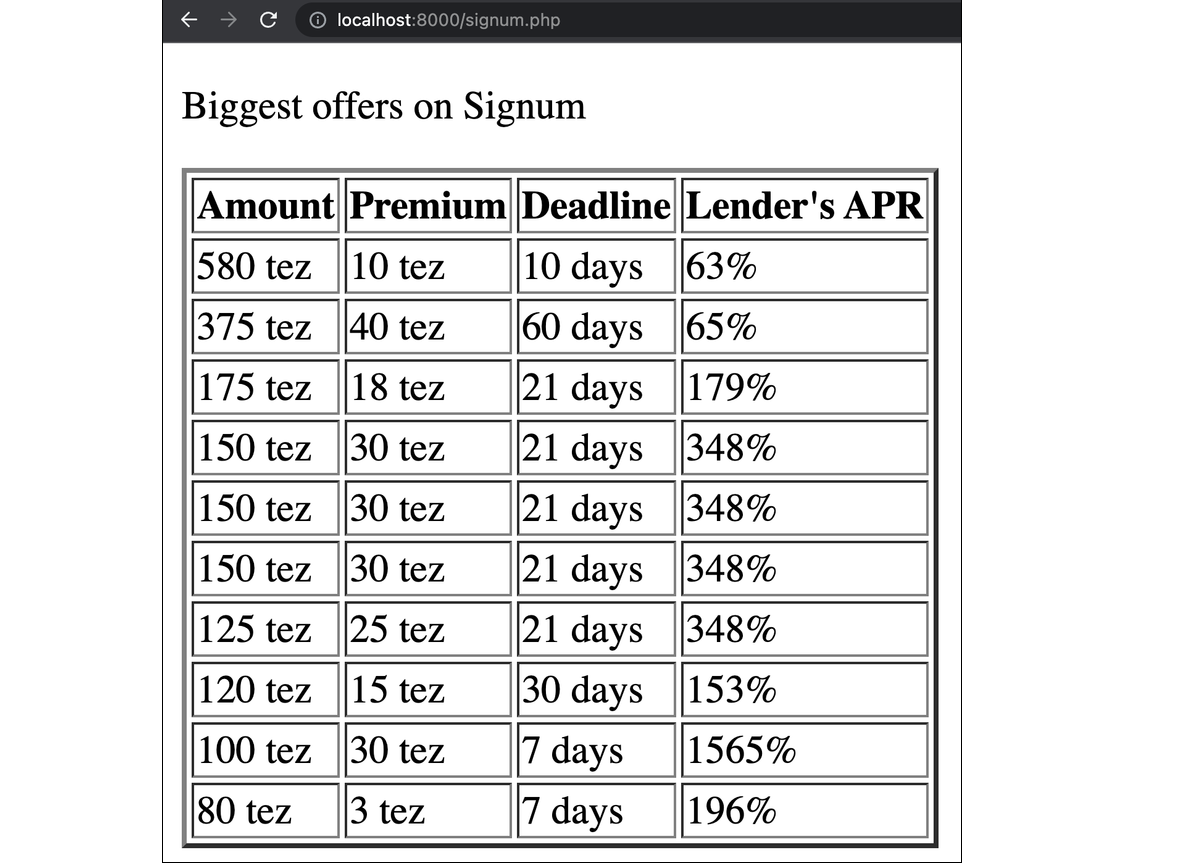 localhost:8000/signum.php
Biggest offers on Signum
Amount Premium Deadline Lender's APR
580 tez 10 tez 10 days 63%
375 tez 40 tez 60 days 65%
175 tez 18 tez 21 days 179%
150 tez 30 tez 21 days 348%
150 tez 30 tez 21 days 348%
150 tez 30 tez 21 days 348%
125 tez 25 tez 21 days 348%
120 tez 15 tez 30 days 153%
100 tez 30 tez 7 days 1565%
80 tez 3 tez 7 days 196%